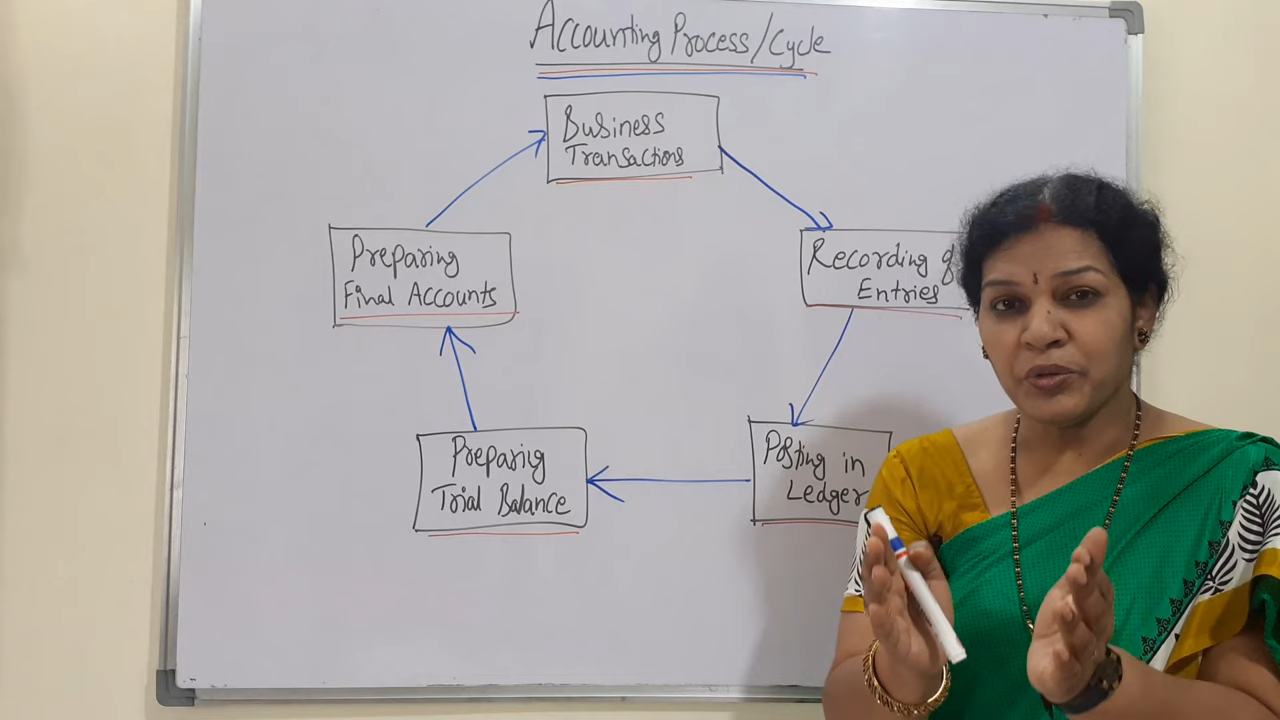 Accounting Process/Cycle
Business
Transactions
Recording of
Entries
Posting in
Ledger
Preparing
Trial Balance
Preparing
Final Accounts